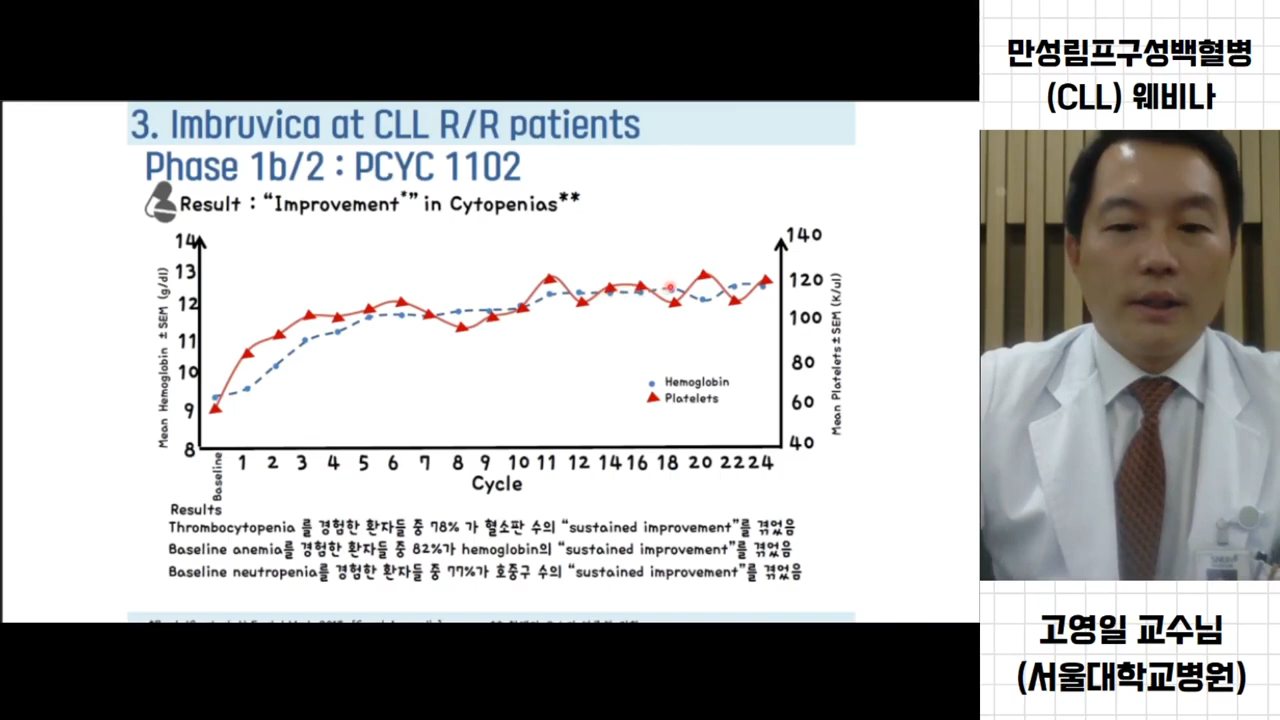 3. Imbruvica at CLL R/R patients
Phase 1b/2 : PCYC 1102
Result : “Improvement*” in Cytopenias**
Mean Hemoglobin ±SEM (g/dl)
14
13
12
11
10
9
8
140
120
100
80
60
40
Mean Platelets±SEM (K/ul)
Hemoglobin
Platelets
Baseline 1 2 3 4 5 6 7 8 9 10 11 12 14 16 18 20 22 24
Cycle
Results
Thrombocytopenia 를 경험한 환자들 중 78% 가 혈소판 수의 “sustained improvement”를 겪었음
Baseline anemia를 경험한 환자들 중 82%가 hemoglobin의 “sustained improvement”를 겪었음
Baseline neutropenia를 경험한 환자들 중 77%가 호중구 수의 “sustained improvement”를 겪었음
만성림프구성백혈병
(CLL) 웨비나
고영일 교수님
(서울대학교병원)